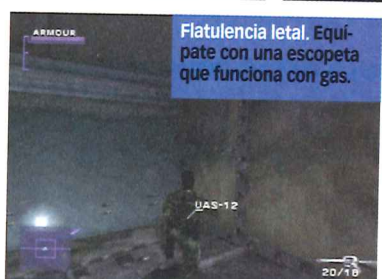 ARMOUR
Flatulencia letal. Equí-
pate con una escopeta
que funciona con gas.
UAS-12
20/18